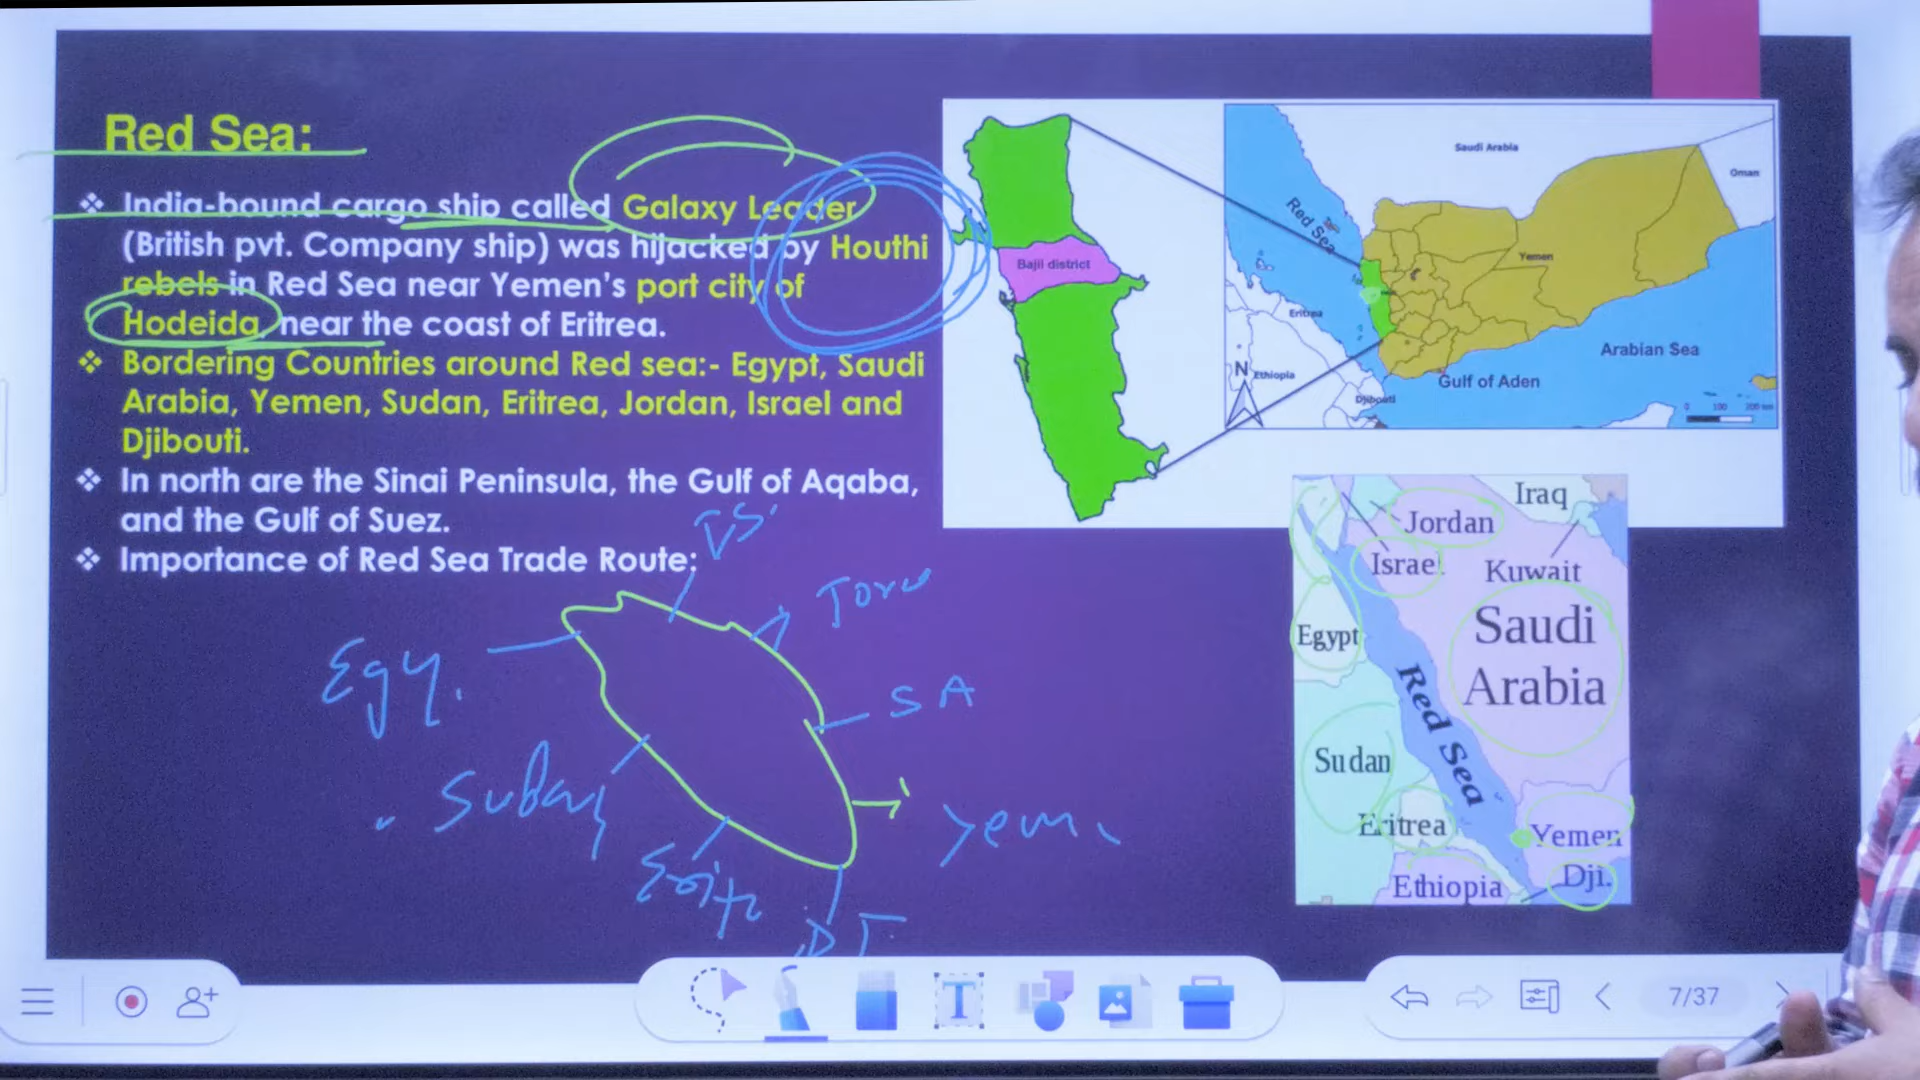 Red Sea:
❖ India-bound cargo ship called Galaxy Leader
(British pvt. Company ship) was hijacked by Houthi
rebels in Red Sea near Yemen's port city of
Hodeida, near the coast of Eritrea.
❖ Bordering Countries around Red sea:- Egypt, Saudi
Arabia, Yemen, Sudan, Eritrea, Jordan, Israel and
Djibouti.
❖ In north are the Sinai Peninsula, the Gulf of Aqaba,
and the Gulf of Suez.
❖ Importance of Red Sea Trade Route:
Egy.
SA
Yem
Bajil district
Saudi Arabia
Oman
Red Sea
Yemen
Eritrea
Arabian Sea
N
Ethiopia
Gulf of Aden
Djibouti
0 100 200 km
Iraq
Jordan
Israel
Kuwait
Egypt
Saudi
Arabia
Red Sea
Sudan
Eritrea
Yemen
Ethiopia
Dji.
T
7/37